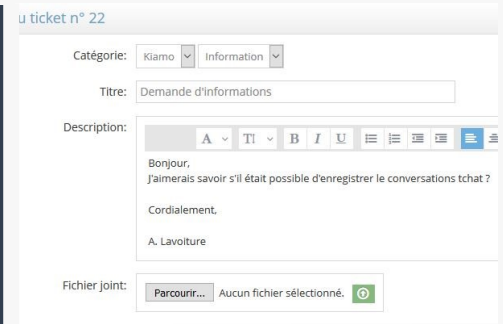 u ticket n° 22
Catégorie: Kiamo Information
Titre: Demande d'informations
Description:
A TI B I U
Bonjour,
J'aimerais savoir s'il était possible d'enregistrer le conversations tchat ?
Cordialement,
A. Lavoiture
Fichier joint: Parcourir... Aucun fichier sélectionné.